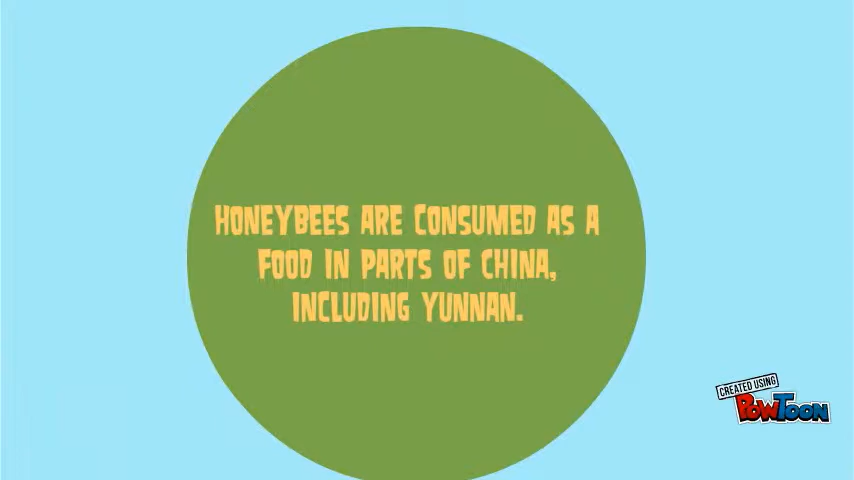 HONEYBEES ARE CONSUMED AS A
FOOD IN PARTS OF CHINA,
INCLUDING YUNNAN.
CREATED USING
POWTOON